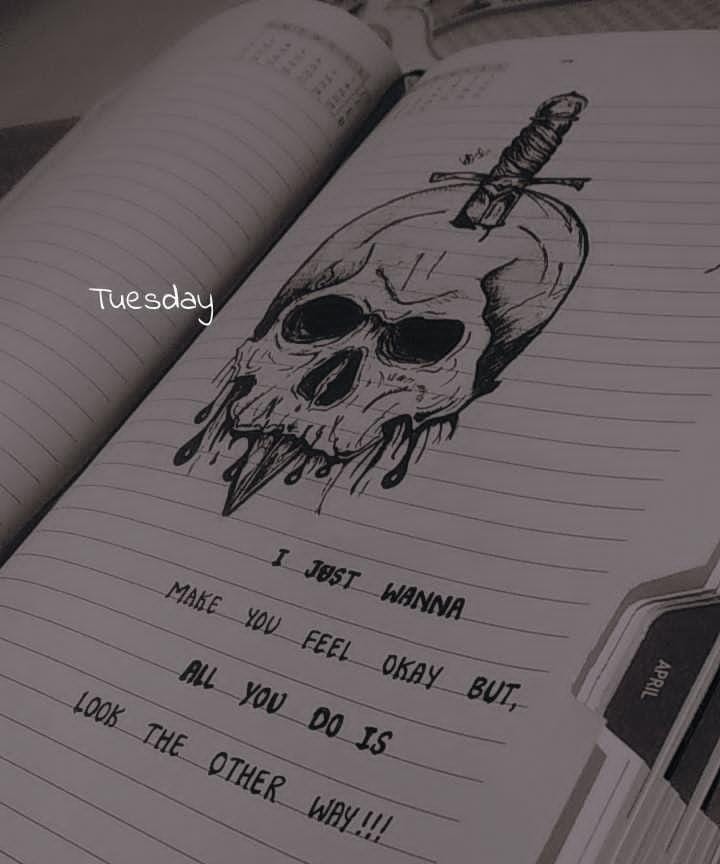 Tuesday
I JUST WANNA
MAKE YOU FEEL OKAY BUT,
ALL YOU DO IS
LOOK THE OTHER WAY!!!
APRIL